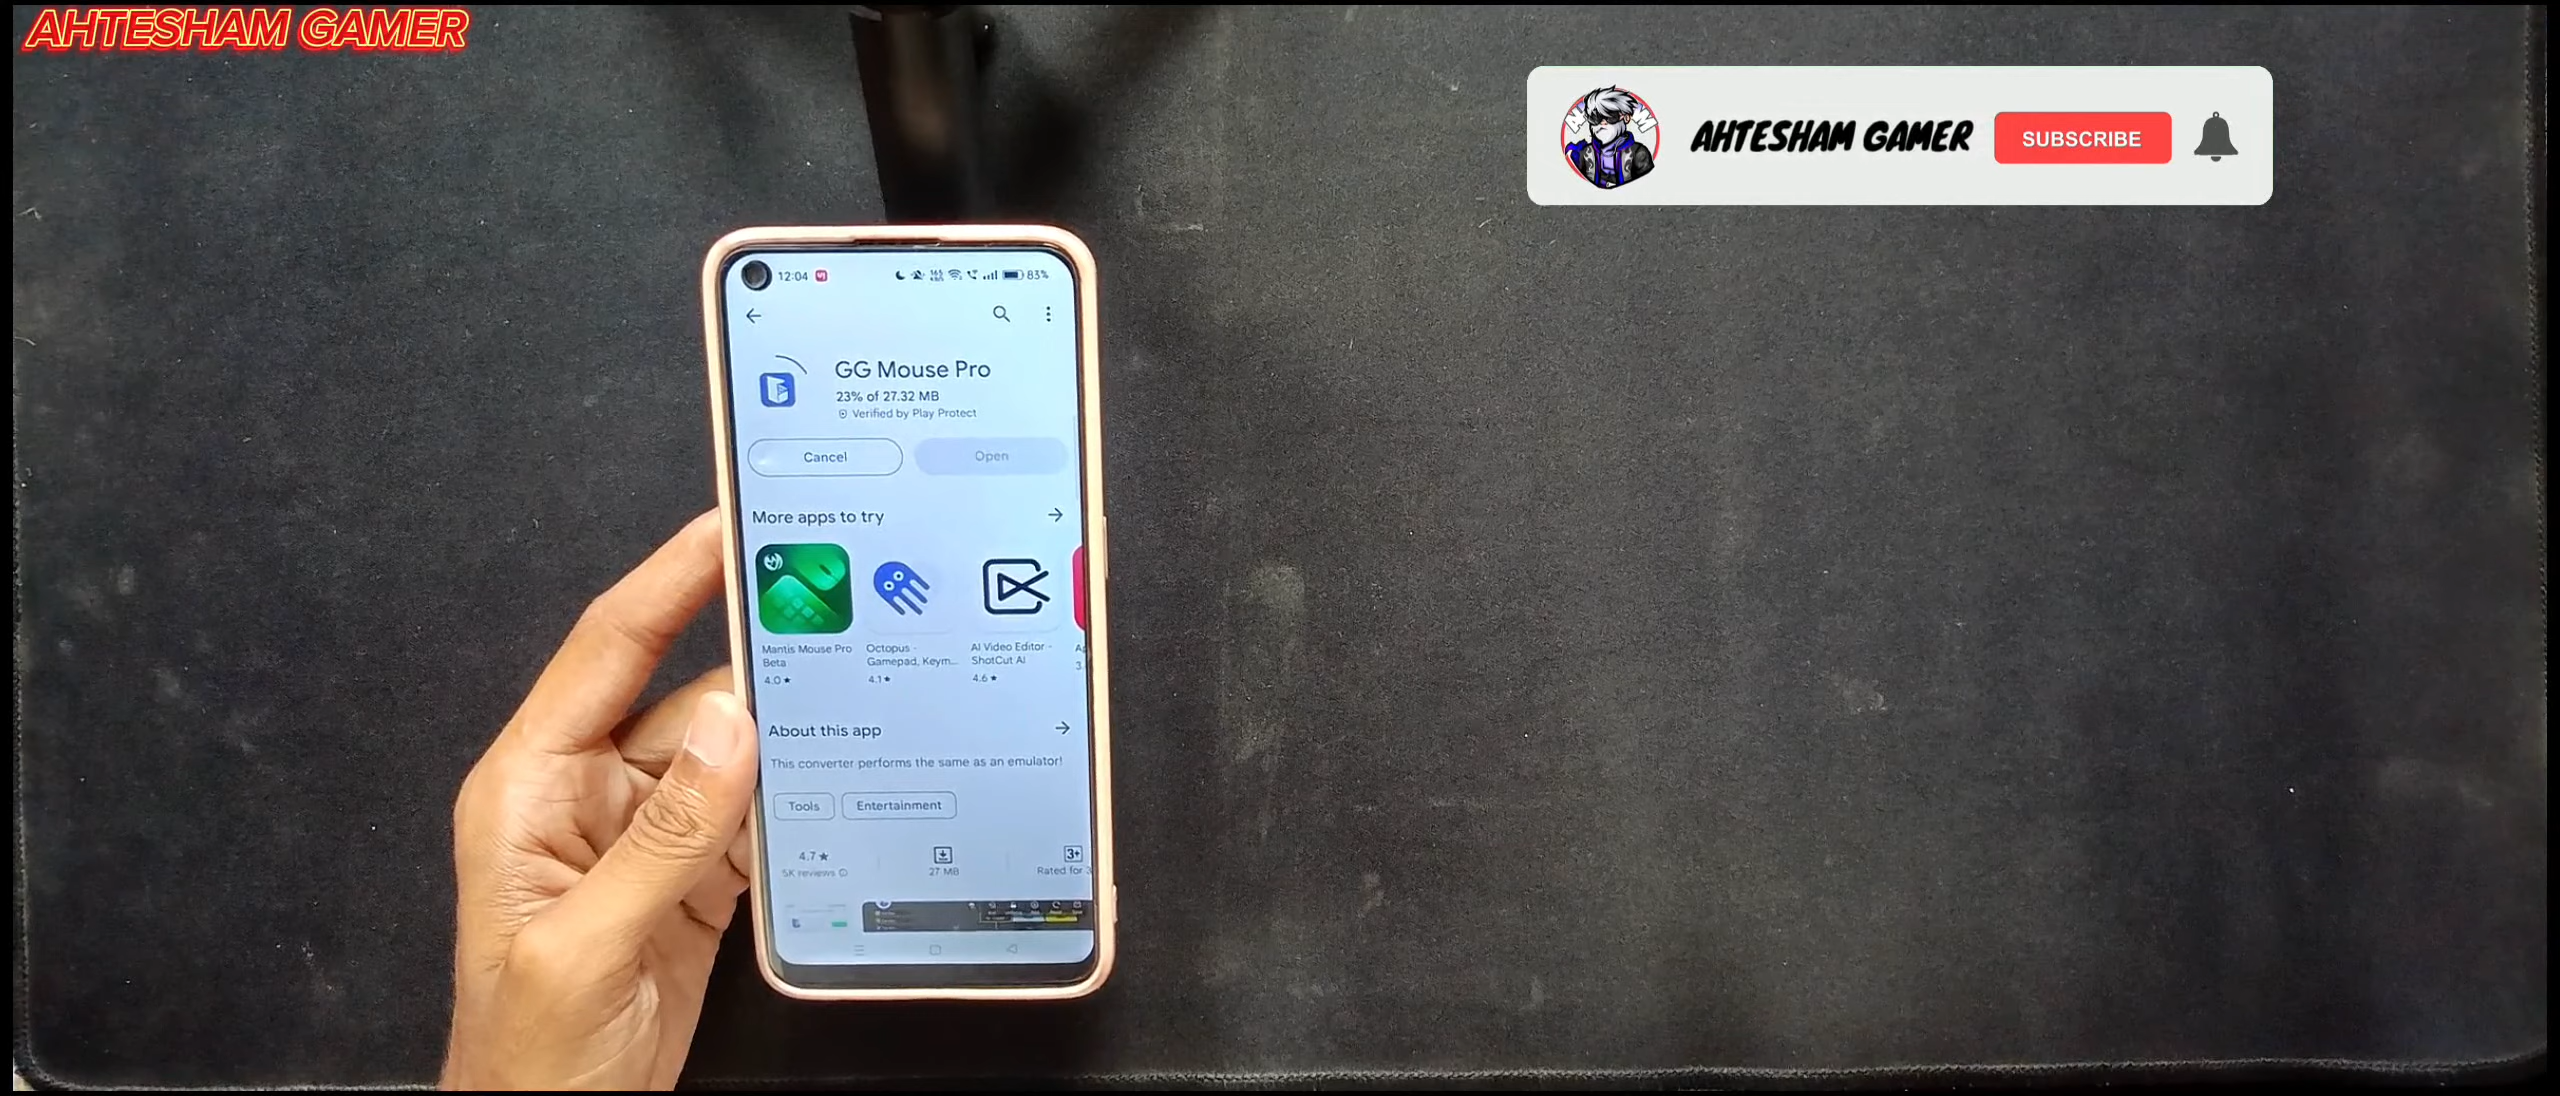 AHTESHAM GAMER
AHTESHAM GAMER
SUBSCRIBE
12:04
83%
GG Mouse Pro
23% of 27.32 MB
Verified by Play Protect
Cancel
Open
More apps to try
Mantis Mouse Pro
Beta
4.0★
Octopus -
Gamepad, Keym...
4.1★
AI Video Editor -
ShotCut AI
4.6★
About this app
This converter performs the same as an emulator!
Tools
Entertainment
4.7★
5K reviews
27 MB
3+
Rated for 3